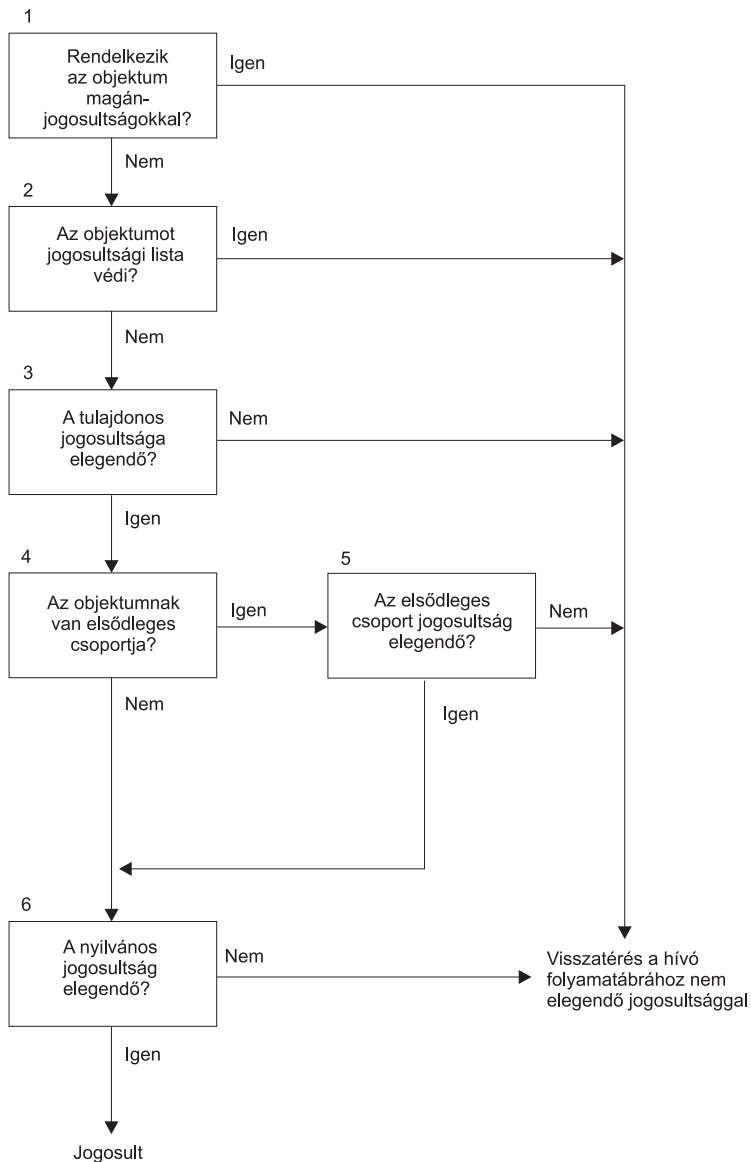 1
Rendelkezik
az objektum
magán-
jogosultságokkal?
Igen
Nem
2
Az objektumot
jogosultsági lista
védi?
Igen
Nem
3
A tulajdonos
jogosultsága
elegendő?
Nem
Igen
4
Az objektumnak
van elsődleges
csoportja?
Igen
5
Az elsődleges
csoport jogosultság
elegendő?
Nem
Nem
Igen
6
A nyilvános
jogosultság
elegendő?
Nem
Visszatérés a hívó
folyamatábrához nem
elegendő jogosultsággal
Igen
Jogosult